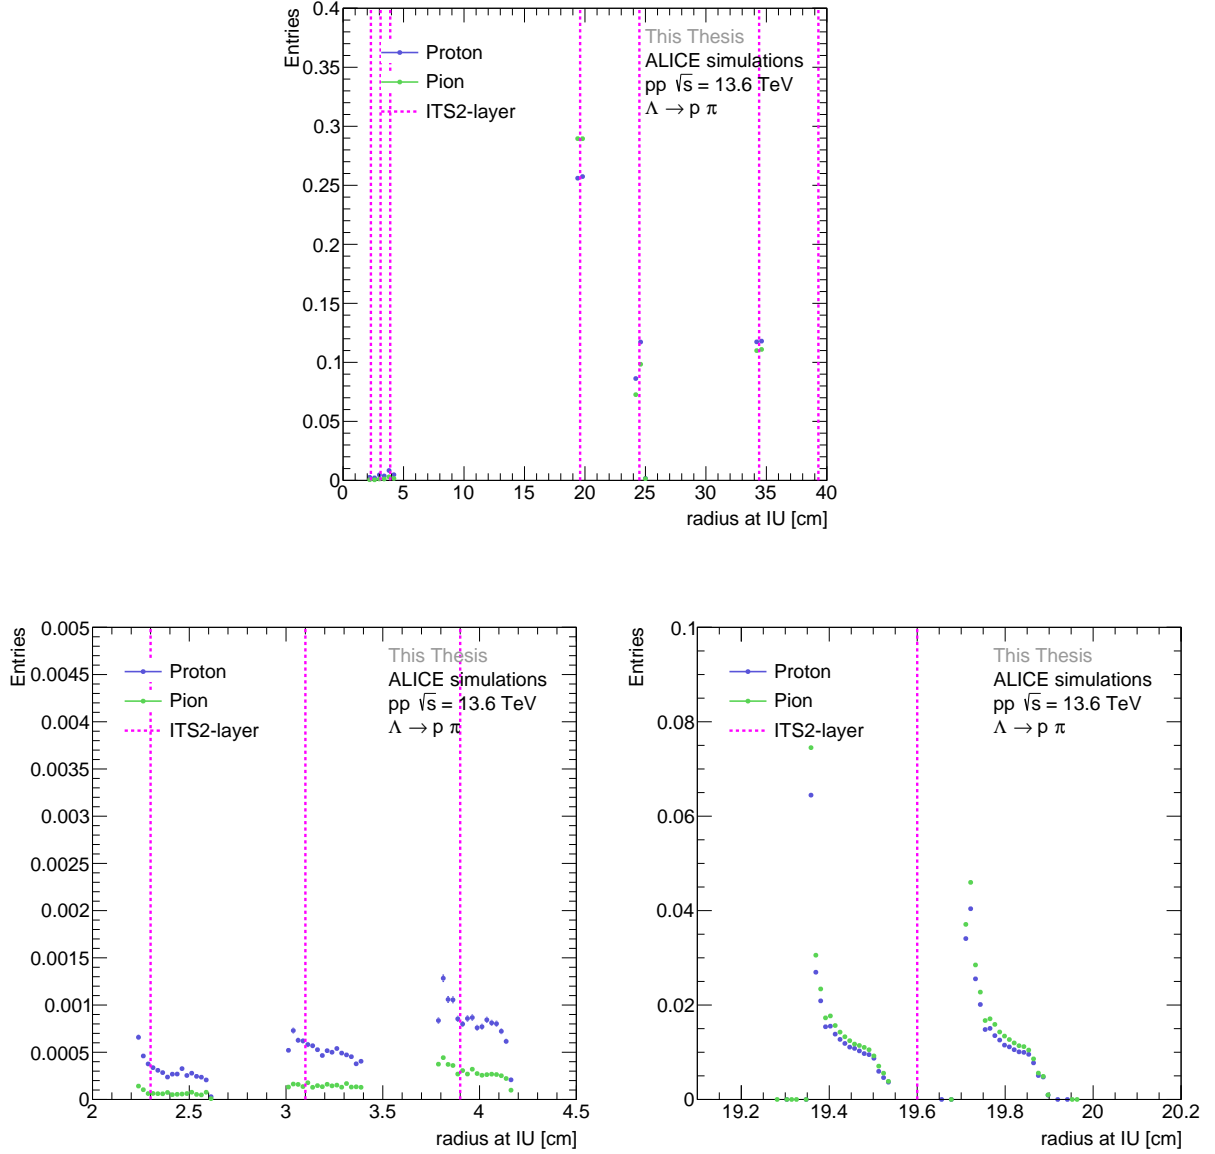 Entries
0.4
0.35
0.3
0.25
0.2
0.15
0.1
0.05
0
Proton
Pion
ITS2-layer
This Thesis
ALICE simulations
pp √s = 13.6 TeV
Λ → p π
0 5 10 15 20 25 30 35 40
radius at IU [cm]
Entries
0.005
0.0045
0.004
0.0035
0.003
0.0025
0.002
0.0015
0.001
0.0005
0
Proton
Pion
ITS2-layer
This Thesis
ALICE simulations
pp √s = 13.6 TeV
Λ → p π
2 2.5 3 3.5 4 4.5
radius at IU [cm]
Entries
0.1
0.08
0.06
0.04
0.02
0
Proton
Pion
ITS2-layer
This Thesis
ALICE simulations
pp √s = 13.6 TeV
Λ → p π
19.2 19.4 19.6 19.8 20 20.2
radius at IU [cm]